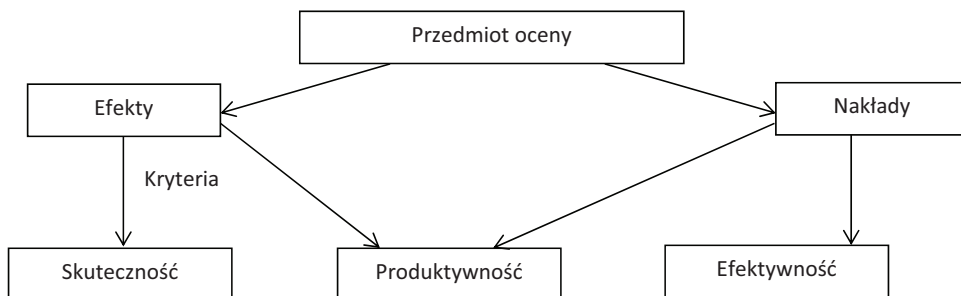 Przedmiot oceny
Efekty
Nakłady
Kryteria
Skuteczność
Produktywność
Efektywność